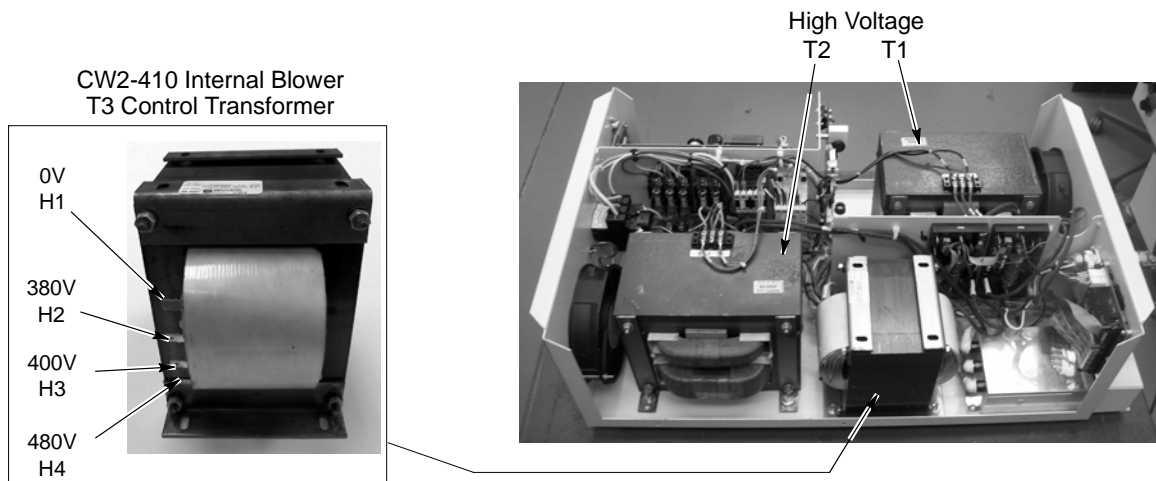 High Voltage
T2 T1
CW2-410 Internal Blower
T3 Control Transformer
0V
H1
380V
H2
400V
H3
480V
H4